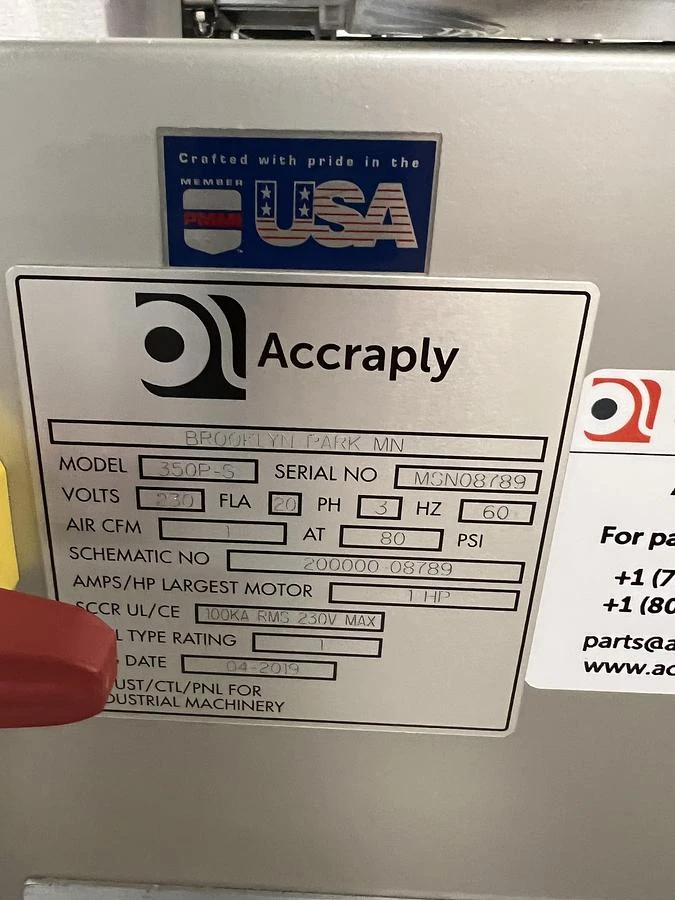 Crafted with pride in the
MEMBER
PMMI
USA
Accraply
BROOKLYN PARK MN
MODEL 350P-S SERIAL NO MSN08789
VOLTS 230 FLA 20 PH 3 HZ 60
AIR CFM 1 AT 80 PSI
SCHEMATIC NO 200000-08789
AMPS/HP LARGEST MOTOR 1 HP
SCCR UL/CE 100KA RMS 230V MAX
L TYPE RATING 1
DATE 04-2019
UST/CTL/PNL FOR
DUSTRIAL MACHINERY
For pa
+1 (7
+1 (80
parts@a
www.ac